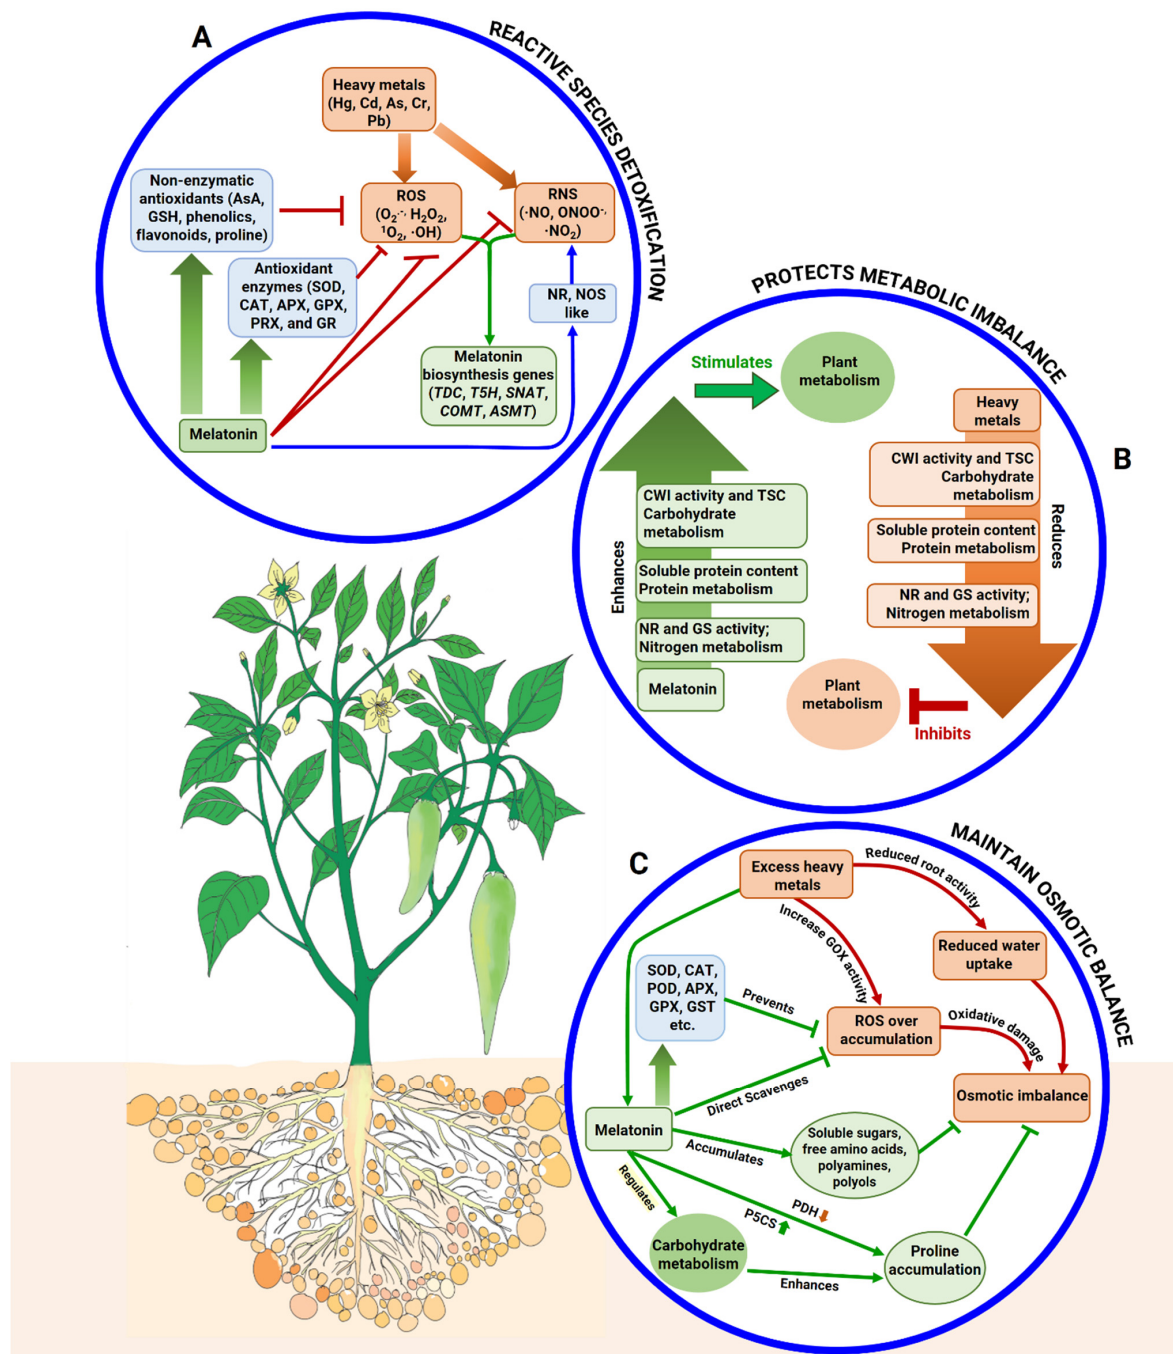 A
REACTIVE SPECIES DETOXIFICATION
Heavy metals
(Hg, Cd, As, Cr,
Pb)
Non-enzymatic
antioxidants (AsA,
GSH, phenolics,
flavonoids, proline)
ROS
(O₂·-, H₂O₂,
¹O₂, ·OH)
RNS
(·NO, ONOO-,
·NO₂)
Antioxidant
enzymes (SOD,
CAT, APX, GPX,
PRX, and GR
NR, NOS
like
Melatonin
biosynthesis genes
(TDC, T5H, SNAT,
COMT, ASMT)
Melatonin
PROTECTS METABOLIC IMBALANCE
B
Stimulates
Plant
metabolism
Heavy
metals
CWI activity and TSC
Carbohydrate
metabolism
Soluble protein content
Protein metabolism
NR and GS activity;
Nitrogen metabolism
Reduces
Enhances
CWI activity and TSC
Carbohydrate
metabolism
Soluble protein content
Protein metabolism
NR and GS activity;
Nitrogen metabolism
Melatonin
Plant
metabolism
Inhibits
C
MAINTAIN OSMOTIC BALANCE
Excess heavy
metals
Reduced root activity
Increase GOX activity
Reduced water
uptake
SOD, CAT,
POD, APX,
GPX, GST
etc.
Prevents
ROS over
accumulation
Oxidative damage
Direct Scavenges
Osmotic imbalance
Melatonin
Accumulates
Soluble sugars,
free amino acids,
polyamines,
polyols
Regulates
PDH
P5CS
Carbohydrate
metabolism
Enhances
Proline
accumulation